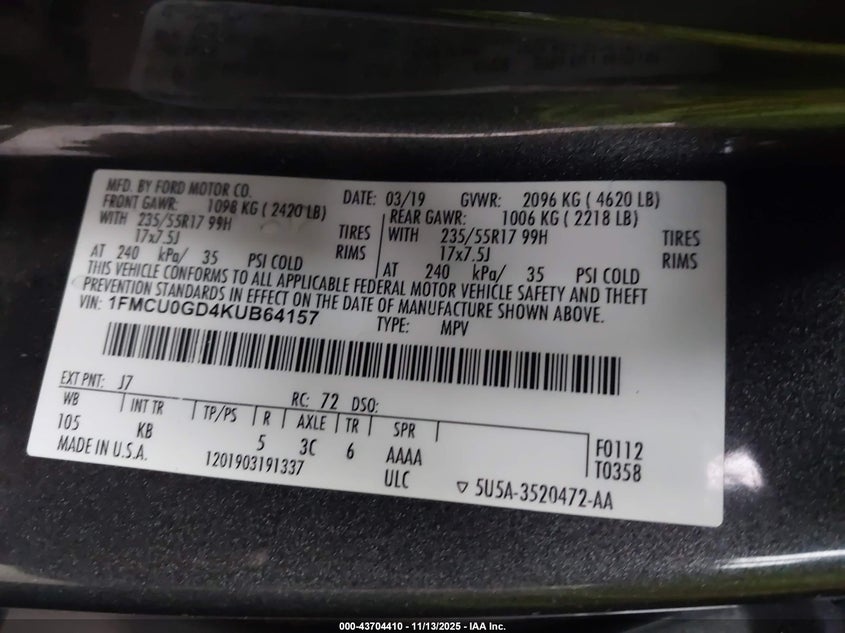 MFD. BY FORD MOTOR CO. DATE: 03/19 GVWR: 2096 KG ( 4620 LB)
FRONT GAWR: 1098 KG ( 2420 LB) REAR GAWR: 1006 KG ( 2218 LB)
WITH 235/55R17 99H TIRES WITH 235/55R17 99H TIRES
17x7.5J RIMS 17x7.5J RIMS
AT 240 kPa/ 35 PSI COLD AT 240 kPa/ 35 PSI COLD
THIS VEHICLE CONFORMS TO ALL APPLICABLE FEDERAL MOTOR VEHICLE SAFETY AND THEFT
PREVENTION STANDARDS IN EFFECT ON THE DATE OF MANUFACTURE SHOWN ABOVE.
VIN: 1FMCU0GD4KUB64157 TYPE: MPV
EXT PNT: J7 RC: 72 DSO:
WB INT TR TP/PS R AXLE TR SPR
105 KB 5 3C 6 AAAA F0112
MADE IN U.S.A. 1201903191337 ULC T0358
▽ 5U5A-3520472-AA
000-43704410 - 11/13/2025 - IAA Inc.